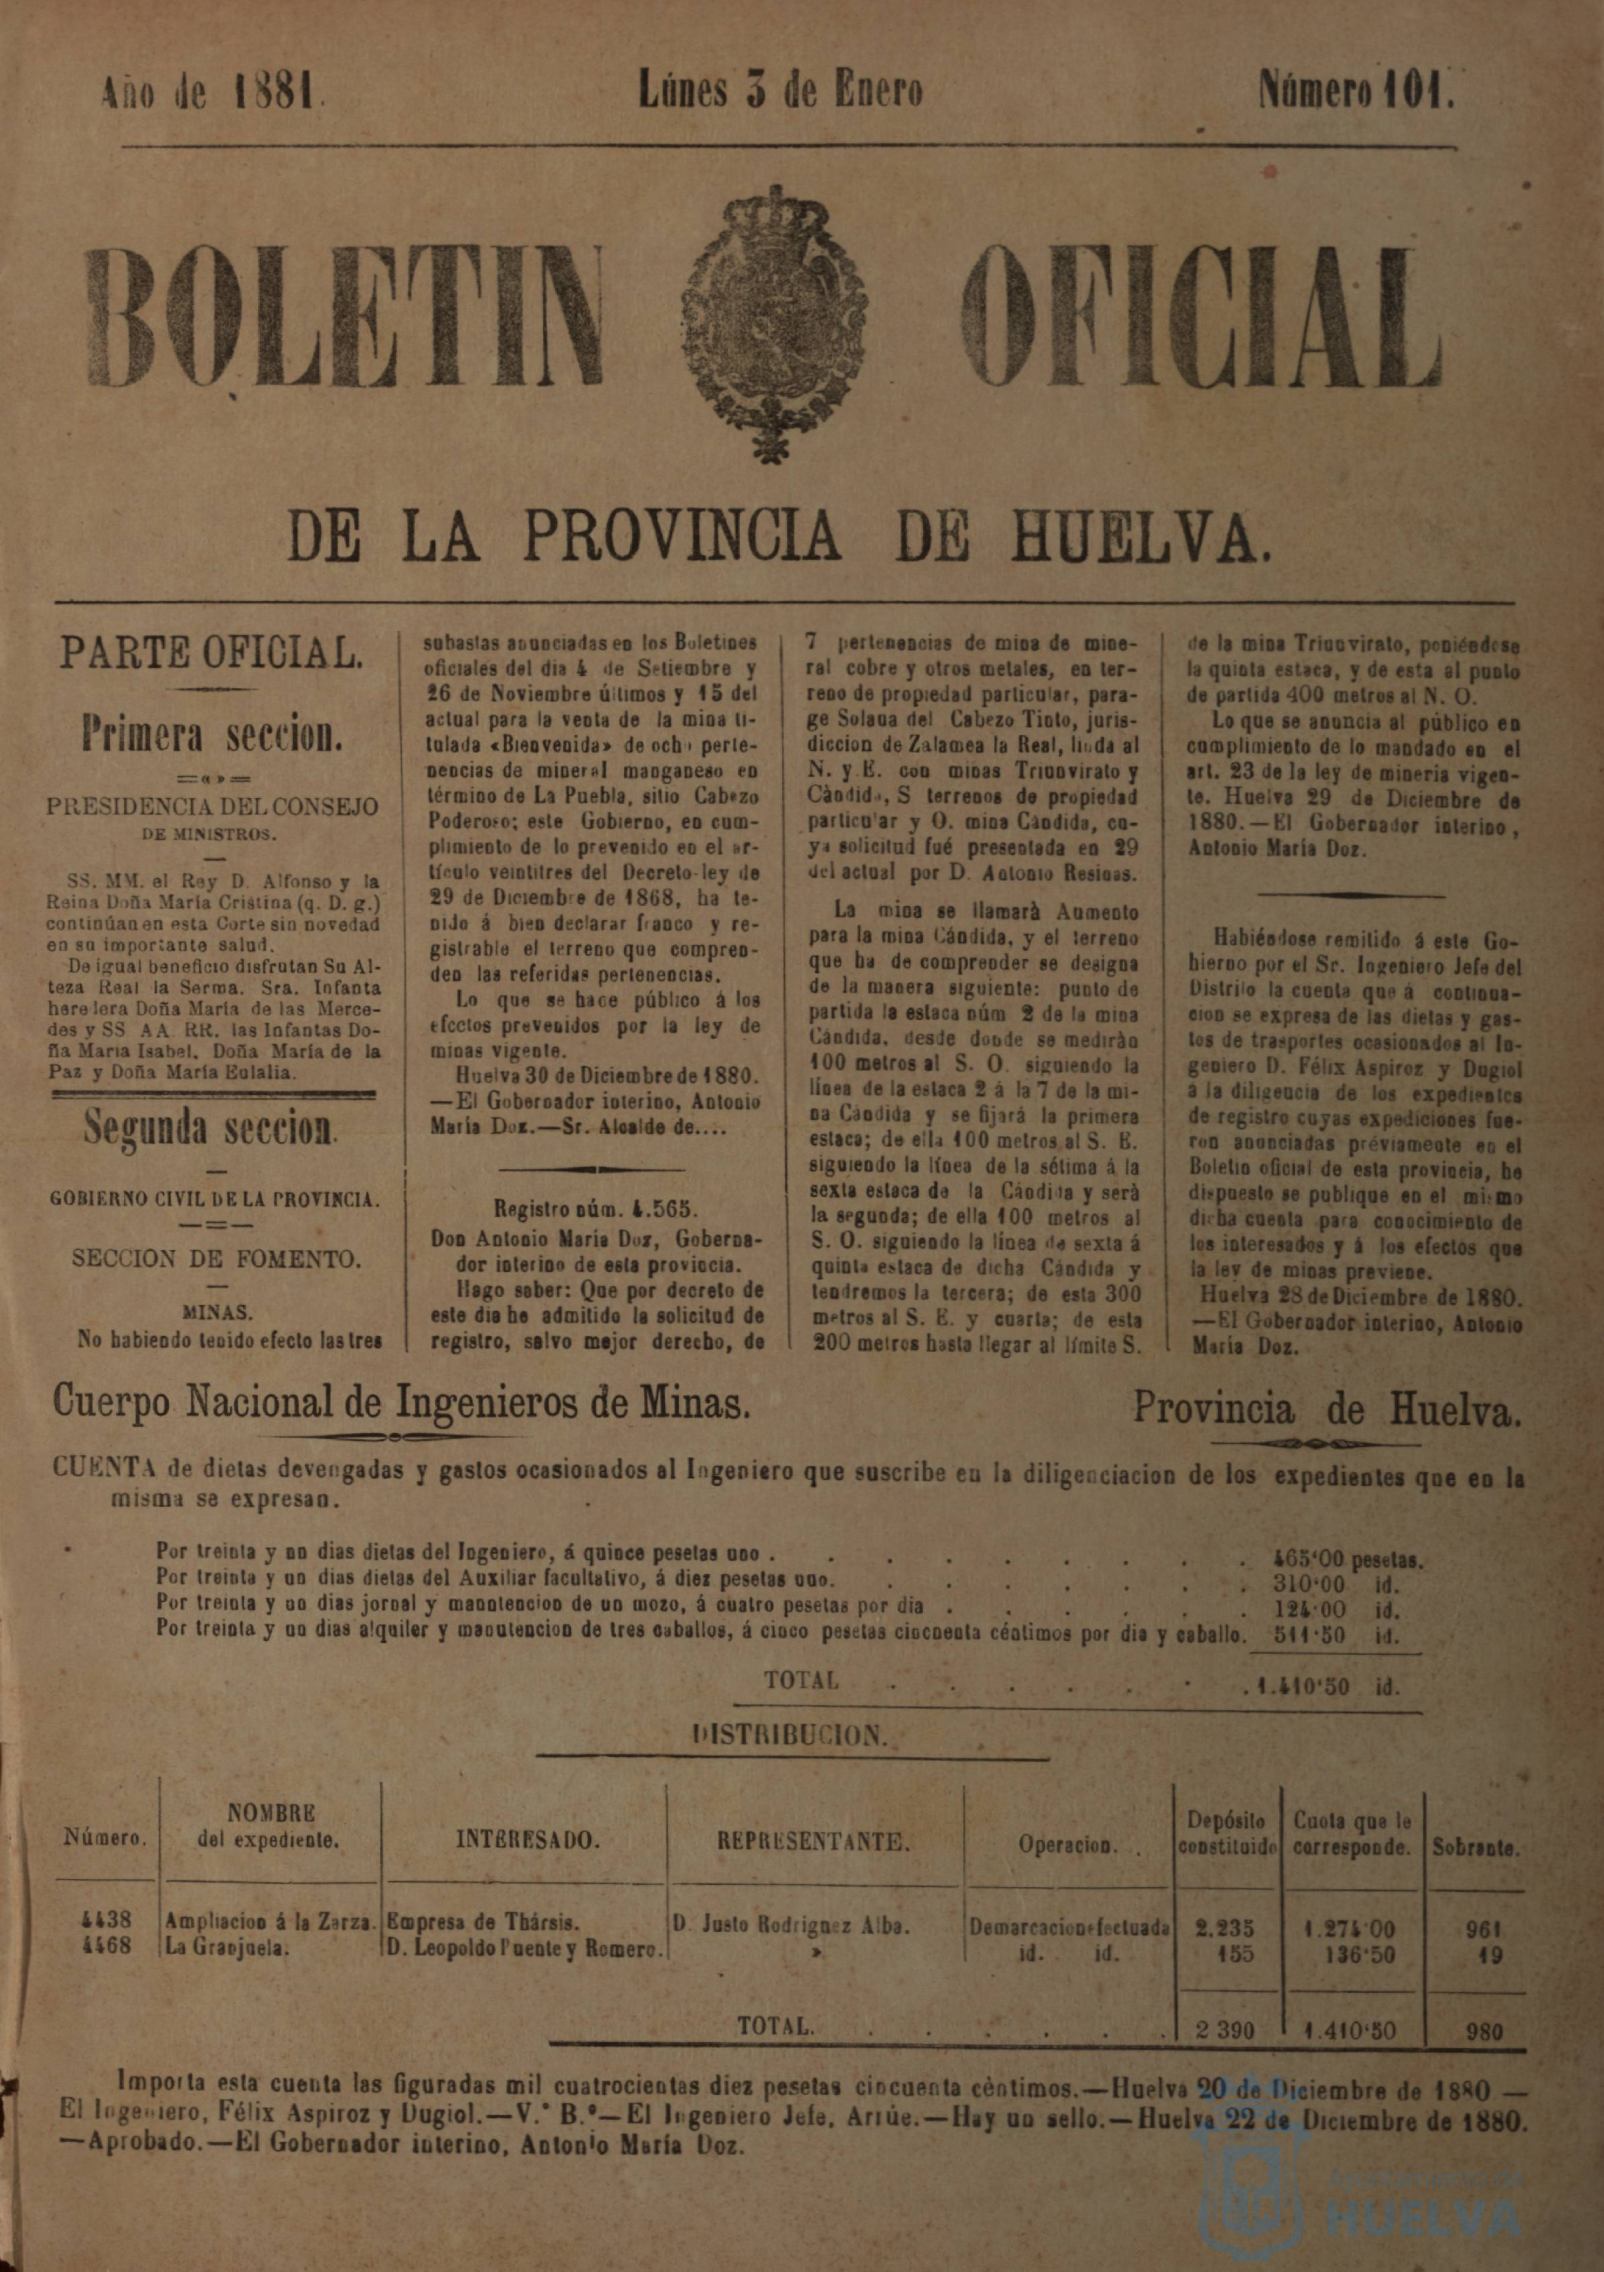 Año de 1881.
Lúnes 3 de Enero
Número 101.
BOLETIN OFICIAL
DE LA PROVINCIA DE HUELVA.
PARTE OFICIAL.
Primera seccion.
PRESIDENCIA DEL CONSEJO
DE MINISTROS.
SS. MM. el Rey D. Alfonso y la
Reina Doña María Cristina (q. D. g.)
continúan en esta Corte sin novedad
en su importante salud.
De igual beneficio disfrutan Su Al-
teza Real la Serma. Sra. Infanta
heredera Doña María de las Merce-
des y SS AA. RR. las Infantas Do-
ña Maria Isabel, Doña María de la
Paz y Doña María Eulalia.
Segunda seccion.
GOBIERNO CIVIL DE LA PROVINCIA.
SECCION DE FOMENTO.
MINAS.
No habiendo tenido efecto las tres
subastas anunciadas en los Boletines
oficiales del dia 4 de Setiembre y
26 de Noviembre últimos y 15 del
actual para la venta de la mina ti-
tulada «Bienvenida» de ocho perte-
nencias de mineral manganeso en
término de La Puebla, sitio Cabezo
Poderoso; este Gobierno, en cum-
plimiento de lo prevenido en el ar-
tículo veintitres del Decreto-ley de
29 de Diciembre de 1868, ha te-
nido á bien declarar franco y re-
gistrable el terreno que compren-
den las referidas pertenencias.
Lo que se hace público á los
efectos prevenidos por la ley de
minas vigente.
Huelva 30 de Diciembre de 1880.
—El Gobernador interino, Antonio
María Doz.—Sr. Alcalde de....
Registro núm. 4.565.
Don Antonio María Doz, Goberna-
dor interino de esta provincia.
Hago saber: Que por decreto de
este dia he admitido la solicitud de
registro, salvo mejor derecho, de
7 pertenencias de mina de mine-
ral cobre y otros metales, en ter-
reno de propiedad particular, para-
ge Solana del Cabezo Tinto, juris-
diccion de Zalamea la Real, linda al
N. y E. con minas Triunvirato y
Càndida, S terrenos de propiedad
particular y O. mina Cándida, cu-
ya solicitud fué presentada en 29
del actual por D. Antonio Resinas.
La mina se llamarà Aumento
para la mina Cándida, y el terreno
que ha de comprender se designa
de la manera siguiente: punto de
partida la estaca núm 2 de la mina
Cándida, desde donde se medirán
100 metros al S. O. siguiendo la
línea de la estaca 2 á la 7 de la mi-
na Cándida y se fijará la primera
estaca; de ella 100 metros al S. E.
siguiendo la línea de la sétima á la
sexta estaca de la Cándida y serà
la segunda; de ella 100 metros al
S. O. siguiendo la linea de sexta á
quinta estaca de dicha Cándida y
tendremos la tercera; de esta 300
metros al S. E. y cuarta; de esta
200 metros hasta llegar al límite S.
de la mina Triunvirato, poniéndose
la quinta estaca, y de esta al punto
de partida 400 metros al N. O.
Lo que se anuncia al público en
cumplimiento de lo mandado en el
art. 23 de la ley de mineria vigen-
te. Huelva 29 de Diciembre de
1880.—El Gobernador interino,
Antonio María Doz.
Habiéndose remitido á este Go-
bierno por el Sr. Ingeniero Jefe del
Distrito la cuenta que á continua-
cion se expresa de las dietas y gas-
tos de trasportes ocasionados al In-
geniero D. Félix Aspiroz y Dugiol
á la diligencia de los expedientes
de registro cuyas expediciones fue-
ron anunciadas préviamente en el
Boletin oficial de esta provincia, he
dispuesto se publique en el mismo
dicha cuenta para conocimiento de
los interesados y á los efectos que
la ley de minas previene.
Huelva 28 de Diciembre de 1880.
—El Gobernador interino, Antonio
María Doz.
Cuerpo Nacional de Ingenieros de Minas.
Provincia de Huelva.
CUENTA de dietas devengadas y gastos ocasionados al Ingeniero que suscribe en la diligenciacion de los expedientes que en la
misma se expresan.
Por treinta y un dias dietas del Ingeniero, á quince pesetas uno . . . . . . . . . 465'00 pesetas.
Por treinta y un dias dietas del Auxiliar facultativo, á diez pesetas uno. . . . . . . . 310'00 id.
Por treinta y un dias jornal y manutencion de un mozo, á cuatro pesetas por dia . . . . . . 124'00 id.
Por treinta y un dias alquiler y manutencion de tres caballos, á cinco pesetas cincuenta céntimos por dia y caballo. 511'50 id.
TOTAL . . . . . . . 1.410'50 id.
DISTRIBUCION.
Número. NOMBRE del expediente. INTERESADO. REPRESENTANTE. Operacion. Depósito constituido Cuota que le corresponde. Sobrante.
4438 Ampliacion á la Zarza. Empresa de Thársis. D. Justo Rodriguez Alba. Demarcacion efectuada 2.235 1.274'00 961
4468 La Granjuela. D. Leopoldo Puente y Romero. » id. id. 155 136'50 19
TOTAL. . . . . . . 2 390 1.410'50 980
Importa esta cuenta las figuradas mil cuatrocientas diez pesetas cincuenta céntimos.—Huelva 20 de Diciembre de 1880 —
El Ingeniero, Félix Aspiroz y Dugiol.—V.° B.°—El Ingeniero Jefe, Arrúe.—Hay un sello.—Huelva 22 de Diciembre de 1880.
—Aprobado.—El Gobernador interino, Antonio María Doz.
HUELVA